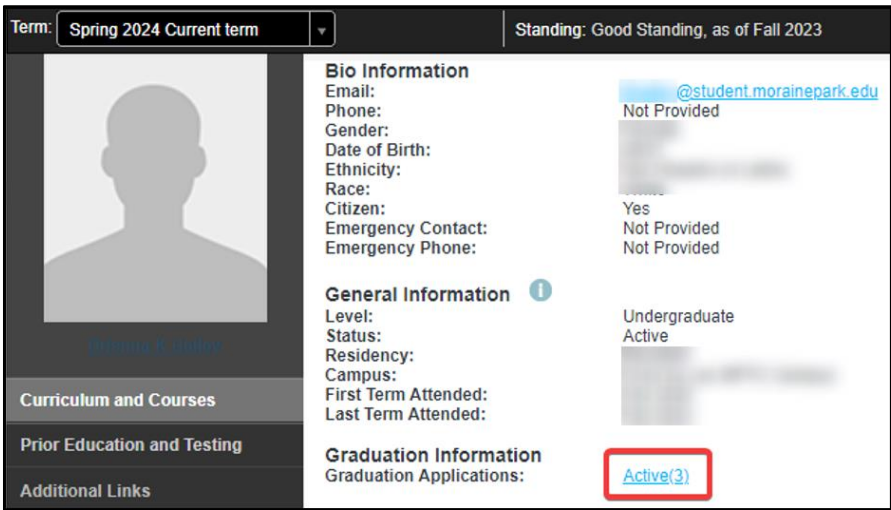 Term: Spring 2024 Current term Standing: Good Standing, as of Fall 2023
Bio Information
Email: @student.morainepark.edu
Phone: Not Provided
Gender:
Date of Birth:
Ethnicity:
Race:
Citizen: Yes
Emergency Contact: Not Provided
Emergency Phone: Not Provided
General Information
Level: Undergraduate
Status: Active
Residency:
Campus:
First Term Attended:
Last Term Attended:
Graduation Information
Graduation Applications: Active(3)
Curriculum and Courses
Prior Education and Testing
Additional Links